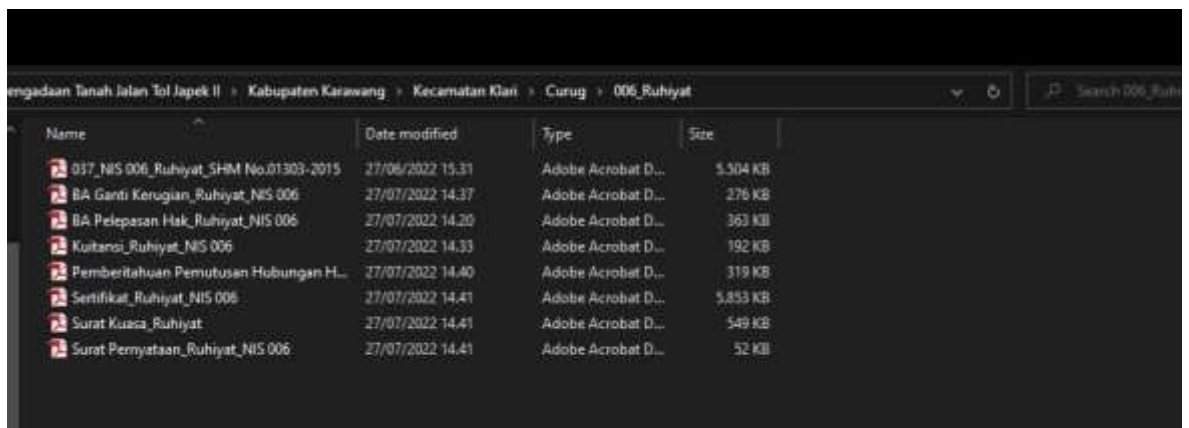 engadaan Tanah Jalan Tol Japek II › Kabupaten Karawang › Kecamatan Klari › Curug › 006_Ruhiyat Search 006_Ruhi
Name Date modified Type Size
037_NIS 006_Ruhiyat_SHM No.01303-2015 27/06/2022 15.31 Adobe Acrobat D... 5.504 KB
BA Ganti Kerugian_Ruhiyat_NIS 006 27/07/2022 14.37 Adobe Acrobat D... 276 KB
BA Pelepasan Hak_Ruhiyat_NIS 006 27/07/2022 14.20 Adobe Acrobat D... 363 KB
Kuitansi_Ruhiyat_NIS 006 27/07/2022 14.33 Adobe Acrobat D... 192 KB
Pemberitahuan Pemutusan Hubungan H... 27/07/2022 14.40 Adobe Acrobat D... 319 KB
Sertifikat_Ruhiyat_NIS 006 27/07/2022 14.41 Adobe Acrobat D... 5.853 KB
Surat Kuasa_Ruhiyat 27/07/2022 14.41 Adobe Acrobat D... 549 KB
Surat Pernyataan_Ruhiyat_NIS 006 27/07/2022 14.41 Adobe Acrobat D... 52 KB